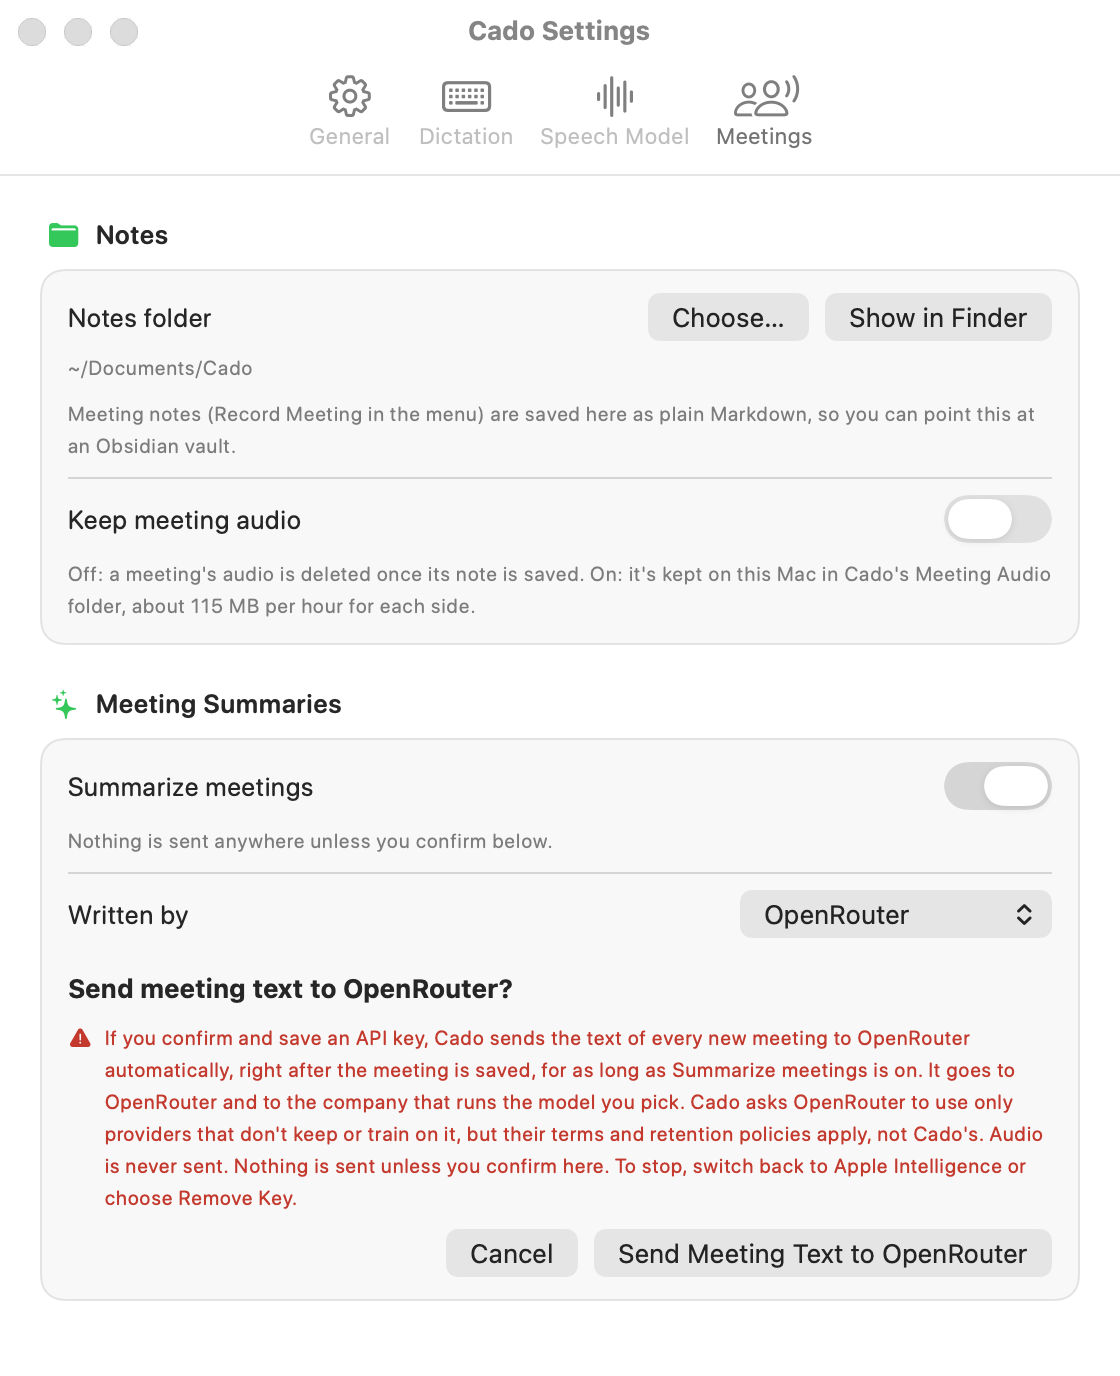 Cado Settings
General
Dictation
Speech Model
Meetings
Notes
Notes folder
Choose...
Show in Finder
~/Documents/Cado
Meeting notes (Record Meeting in the menu) are saved here as plain Markdown, so you can point this at
an Obsidian vault.
Keep meeting audio
Off: a meeting's audio is deleted once its note is saved. On: it's kept on this Mac in Cado's Meeting Audio
folder, about 115 MB per hour for each side.
Meeting Summaries
Summarize meetings
Nothing is sent anywhere unless you confirm below.
Written by
OpenRouter
Send meeting text to OpenRouter?
If you confirm and save an API key, Cado sends the text of every new meeting to OpenRouter
automatically, right after the meeting is saved, for as long as Summarize meetings is on. It goes to
OpenRouter and to the company that runs the model you pick. Cado asks OpenRouter to use only
providers that don't keep or train on it, but their terms and retention policies apply, not Cado's. Audio
is never sent. Nothing is sent unless you confirm here. To stop, switch back to Apple Intelligence or
choose Remove Key.
Cancel
Send Meeting Text to OpenRouter